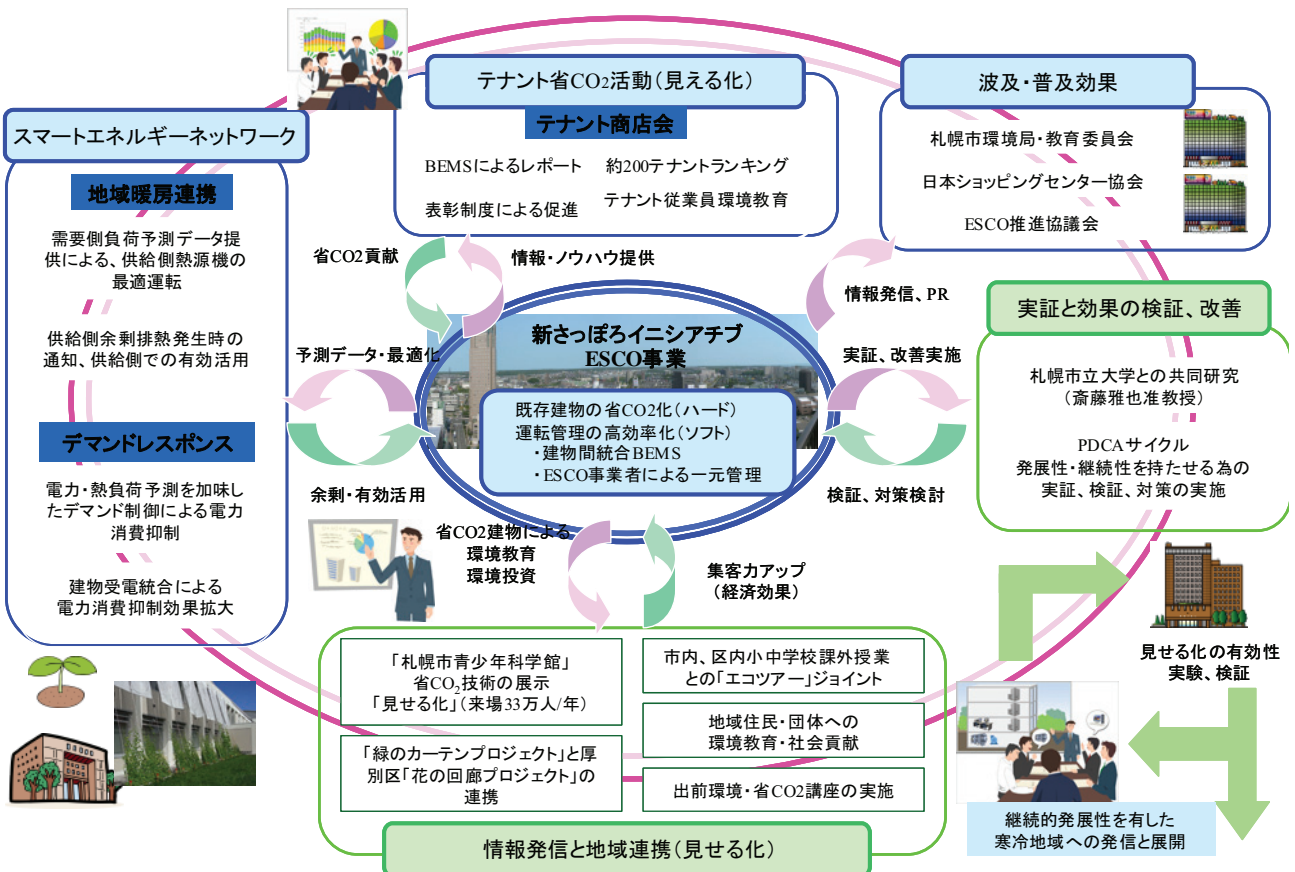 テナント省CO2活動(見える化)
テナント商店会
BEMSによるレポート
約200テナントランキング
表彰制度による促進
テナント従業員環境教育
波及・普及効果
札幌市環境局・教育委員会
日本ショッピングセンター協会
ESCO推進協議会
スマートエネルギーネットワーク
地域暖房連携
需要側負荷予測データ提
供による、供給側熱源機の
最適運転
供給側余剰排熱発生時の
通知、供給側での有効活用
デマンドレスポンス
電力・熱負荷予測を加味し
たデマンド制御による電力
消費抑制
建物受電統合による
電力消費抑制効果拡大
省CO2貢献
情報・ノウハウ提供
情報発信、PR
予測データ・最適化
余剰・有効活用
新さっぽろイニシアチブ
ESCO事業
既存建物の省CO2化(ハード)
運転管理の高効率化(ソフト)
・建物間統合BEMS
・ESCO事業者による一元管理
実証、改善実施
検証、対策検討
実証と効果の検証、改善
札幌市立大学との共同研究
(斎藤雅也准教授)
PDCAサイクル
発展性・継続性を持たせる為の
実証、検証、対策の実施
省CO2建物による
環境教育
環境投資
集客力アップ
(経済効果)
「札幌市青少年科学館」
省CO2技術の展示
「見せる化」(来場33万人/年)
「緑のカーテンプロジェクト」と厚
別区「花の回廊プロジェクト」の
連携
市内、区内小中学校課外授業
との「エコツアー」ジョイント
地域住民・団体への
環境教育・社会貢献
出前環境・省CO2講座の実施
情報発信と地域連携(見せる化)
見せる化の有効性
実験、検証
継続的発展性を有した
寒冷地域への発信と展開